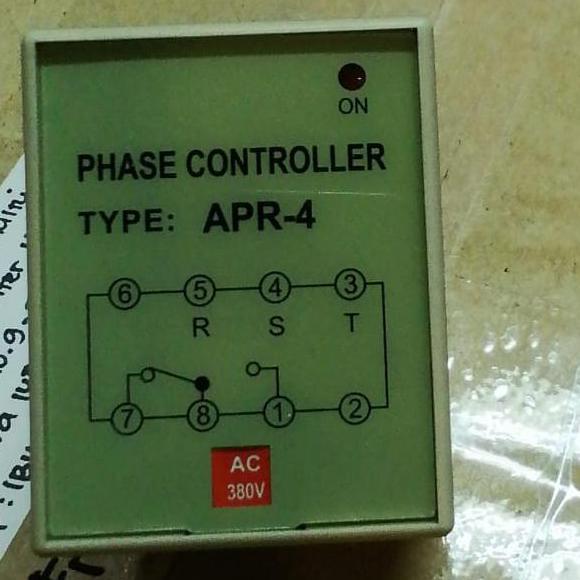 ON
PHASE CONTROLLER
TYPE: APR-4
6 5 4 3
R S T
7 8 1 2
AC
380V